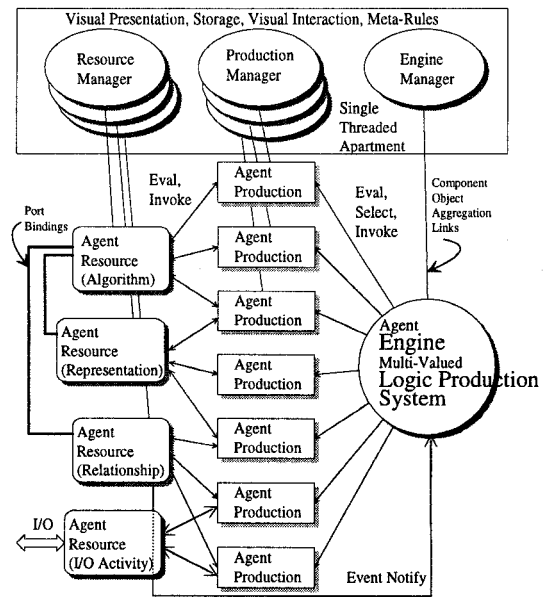 Visual Presentation, Storage, Visual Interaction, Meta-Rules
Resource
Manager
Production
Manager
Engine
Manager
Single
Threaded
Apartment
Eval,
Invoke
Agent
Production
Eval,
Select,
Invoke
Component
Object
Aggregation
Links
Port
Bindings
Agent
Resource
(Algorithm)
Agent
Production
Agent
Production
Agent
Resource
(Representation)
Agent
Production
Agent
Engine
Multi-Valued
Logic Production
System
Agent
Resource
(Relationship)
Agent
Production
Agent
Production
I/O
Agent
Resource
(I/O Activity)
Agent
Production
Event Notify